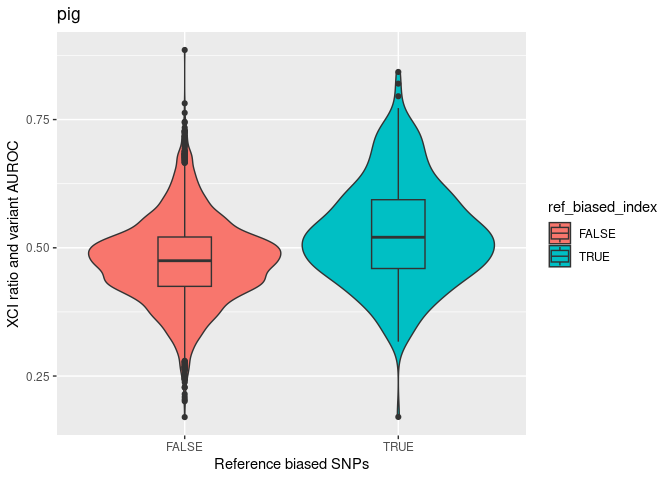 pig
XCI ratio and variant AUROC
0.75
0.50
0.25
FALSE
TRUE
Reference biased SNPs
ref_biased_index
FALSE
TRUE